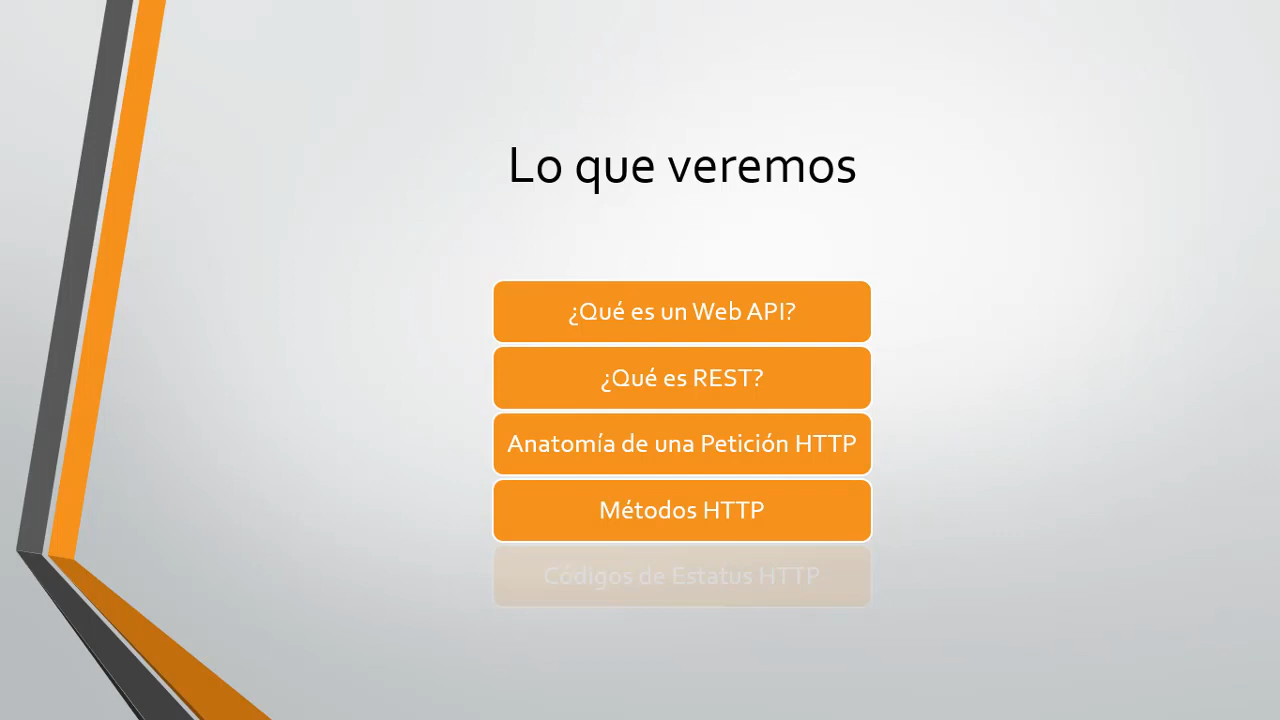 Lo que veremos
¿Qué es un Web API?
¿Qué es REST?
Anatomía de una Petición HTTP
Métodos HTTP
Códigos de Estatus HTTP